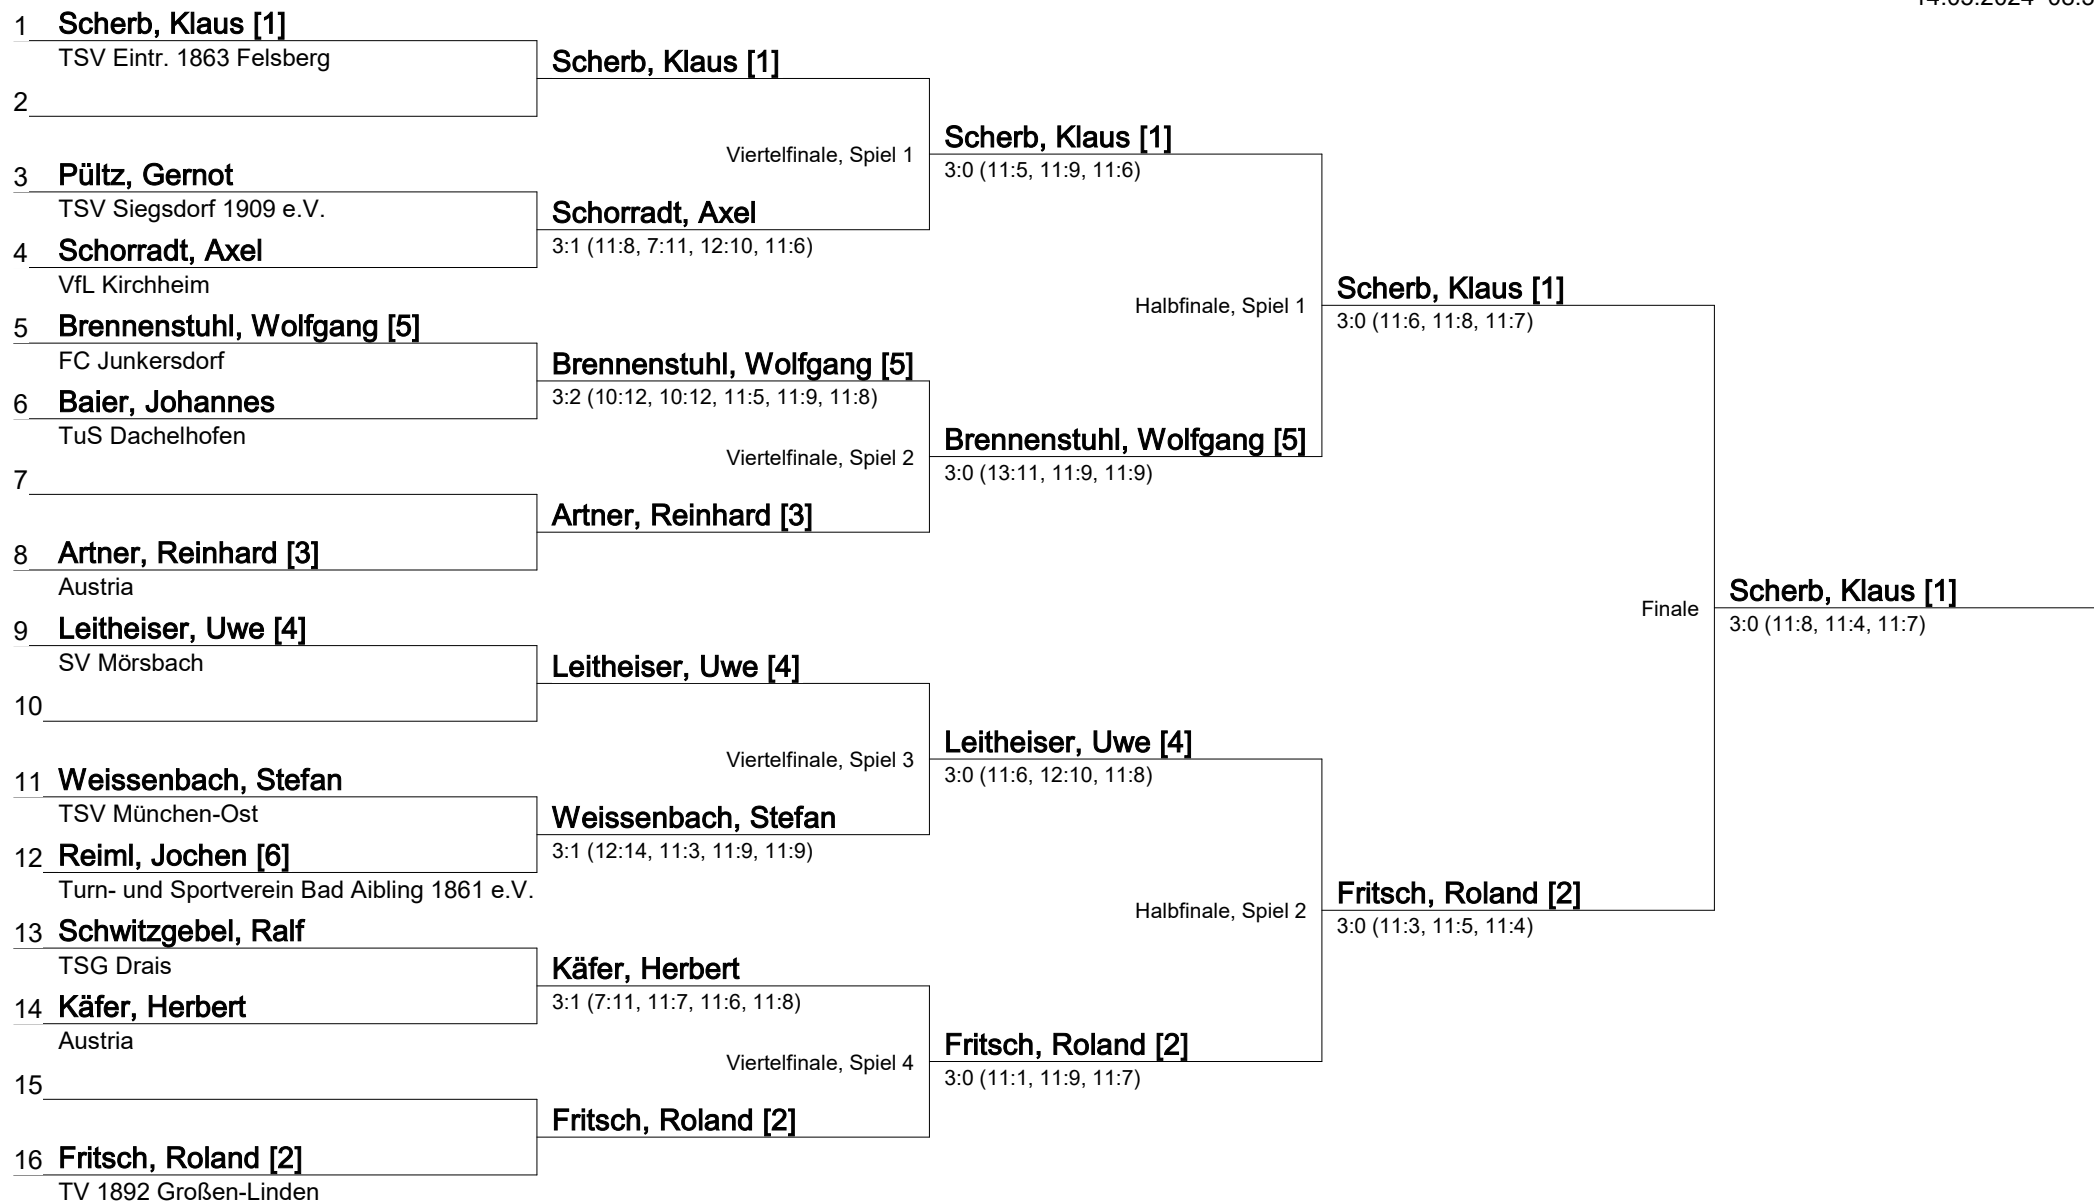 1 Scherb, Klaus [1]
TSV Eintr. 1863 Felsberg
Scherb, Klaus [1]
2
Scherb, Klaus [1]
Viertelfinale, Spiel 1
3:0 (11:5, 11:9, 11:6)
3 Pültz, Gernot
TSV Siegsdorf 1909 e.V.
Schorradt, Axel
3:1 (11:8, 7:11, 12:10, 11:6)
4 Schorradt, Axel
VfL Kirchheim
Scherb, Klaus [1]
Halbfinale, Spiel 1
3:0 (11:6, 11:8, 11:7)
5 Brennenstuhl, Wolfgang [5]
FC Junkersdorf
Brennenstuhl, Wolfgang [5]
3:2 (10:12, 10:12, 11:5, 11:9, 11:8)
6 Baier, Johannes
TuS Dachelhofen
Brennenstuhl, Wolfgang [5]
Viertelfinale, Spiel 2
3:0 (13:11, 11:9, 11:9)
7
Artner, Reinhard [3]
8 Artner, Reinhard [3]
Austria
Scherb, Klaus [1]
Finale
3:0 (11:8, 11:4, 11:7)
9 Leitheiser, Uwe [4]
SV Mörsbach
Leitheiser, Uwe [4]
10
Leitheiser, Uwe [4]
Viertelfinale, Spiel 3
3:0 (11:6, 12:10, 11:8)
11 Weissenbach, Stefan
TSV München-Ost
Weissenbach, Stefan
3:1 (12:14, 11:3, 11:9, 11:9)
12 Reiml, Jochen [6]
Turn- und Sportverein Bad Aibling 1861 e.V.
Fritsch, Roland [2]
Halbfinale, Spiel 2
3:0 (11:3, 11:5, 11:4)
13 Schwitzgebel, Ralf
TSG Drais
Käfer, Herbert
3:1 (7:11, 11:7, 11:6, 11:8)
14 Käfer, Herbert
Austria
Fritsch, Roland [2]
Viertelfinale, Spiel 4
3:0 (11:1, 11:9, 11:7)
15
Fritsch, Roland [2]
16 Fritsch, Roland [2]
TV 1892 Großen-Linden